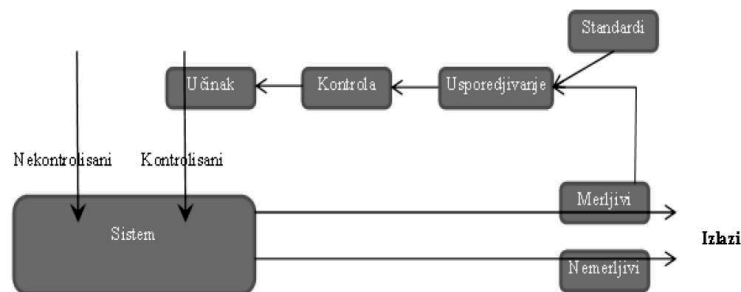 Standardi
Učinak
Kontrola
Usporedjivanje
Nekontrolisani
Kontrolisani
Merljivi
Sistem
Izlazi
Nemerljivi